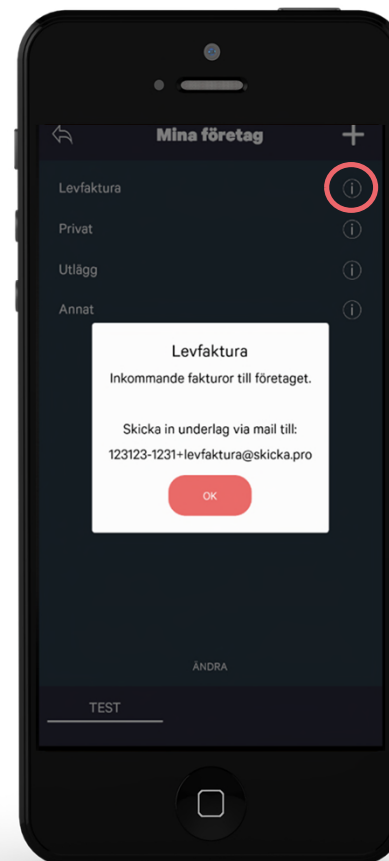 Mina företag
Levfaktura
Privat
Utlägg
Annat
Levfaktura
Inkommande fakturor till företaget.
Skicka in underlag via mail till:
123123-1231+levfaktura@skicka.pro
OK
ÄNDRA
TEST